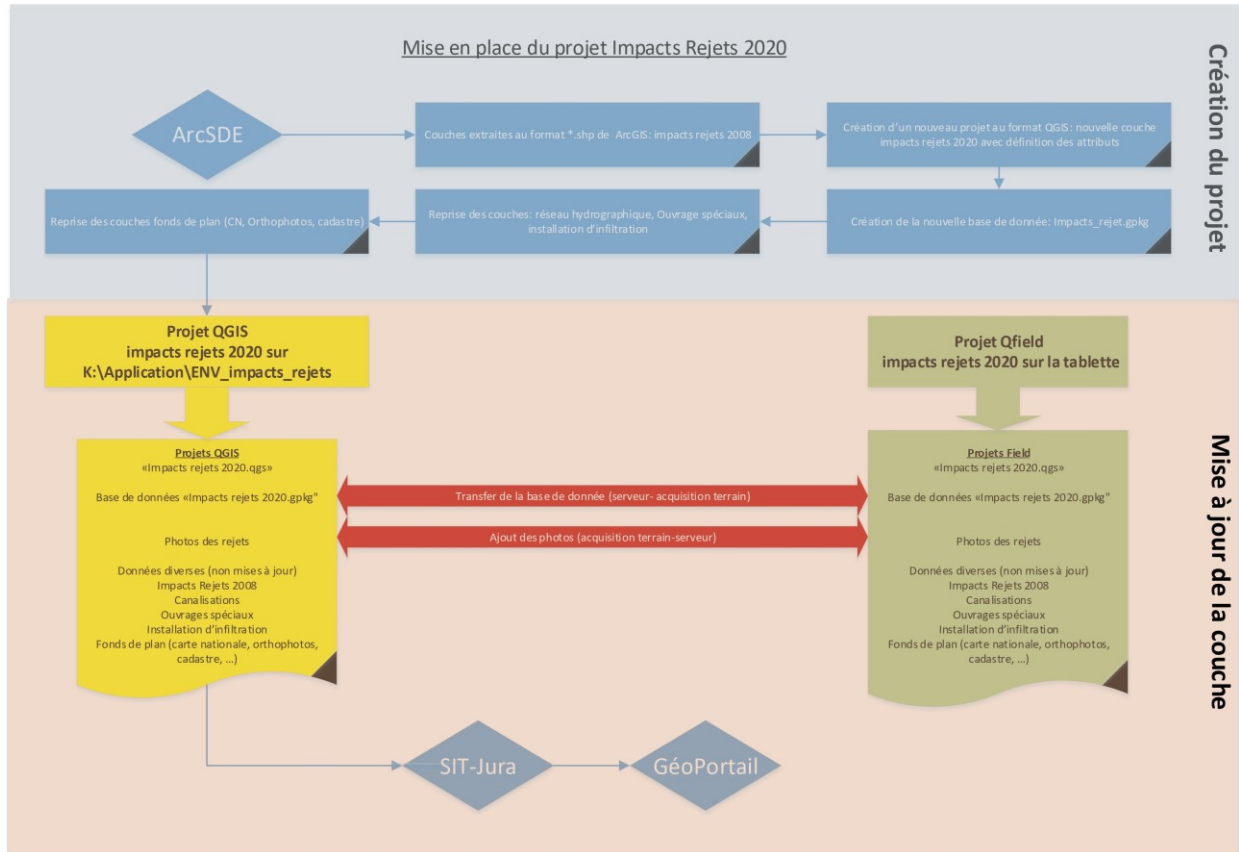 Mise en place du projet Impacts Rejets 2020
Création du projet
ArcSDE
Couches extraites au format *.shp de ArcGIS: impacts rejets 2008
Création d'un nouveau projet au format QGIS: nouvelle couche
impacts rejets 2020 avec définition des attributs
Création de la nouvelle base de donnée: Impacts_rejet.gpkg
Reprise des couches: réseau hydrographique, Ouvrage spéciaux,
installation d'infiltration
Reprise des couches fonds de plan (CN, Orthophotos, cadastre)
Mise à jour de la couche
Projet QGIS
impacts rejets 2020 sur
K:\Application\ENV_impacts_rejets
Projets QGIS
«Impacts rejets 2020.qgs»
Base de données «Impacts rejets 2020.gpkg"
Photos des rejets
Données diverses (non mises à jour)
Impacts Rejets 2008
Canalisations
Ouvrages spéciaux
Installation d'infiltration
Fonds de plan (carte nationale, orthophotos,
cadastre, ...)
Transfer de la base de donnée (serveur- acquisition terrain)
Ajout des photos (acquisition terrain-serveur)
Projet Qfield
impacts rejets 2020 sur la tablette
Projets Field
«Impacts rejets 2020.qgs»
Base de données «Impacts rejets 2020.gpkg"
Photos des rejets
Données diverses (non mises à jour)
Impacts Rejets 2008
Canalisations
Ouvrages spéciaux
Installation d'infiltration
Fonds de plan (carte nationale, orthophotos,
cadastre, ...)
SIT-Jura
GéoPortail